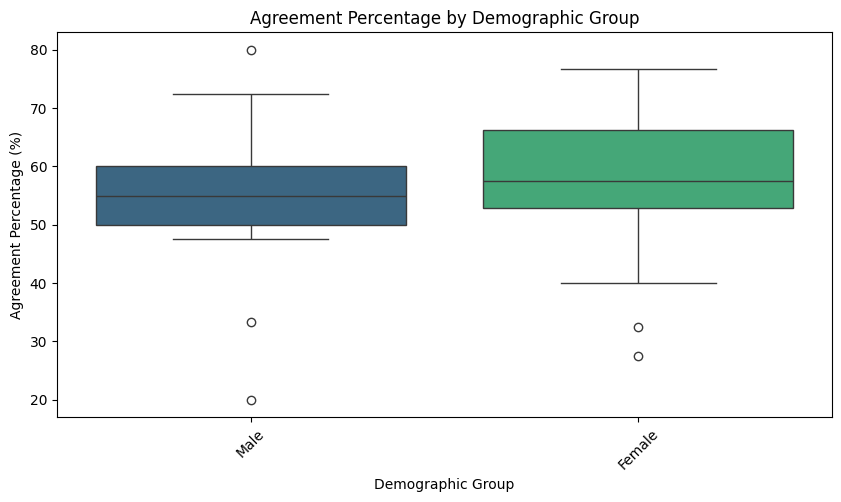 Agreement Percentage by Demographic Group
Agreement Percentage (%)
80
70
60
50
40
30
20
Male
Female
Demographic Group